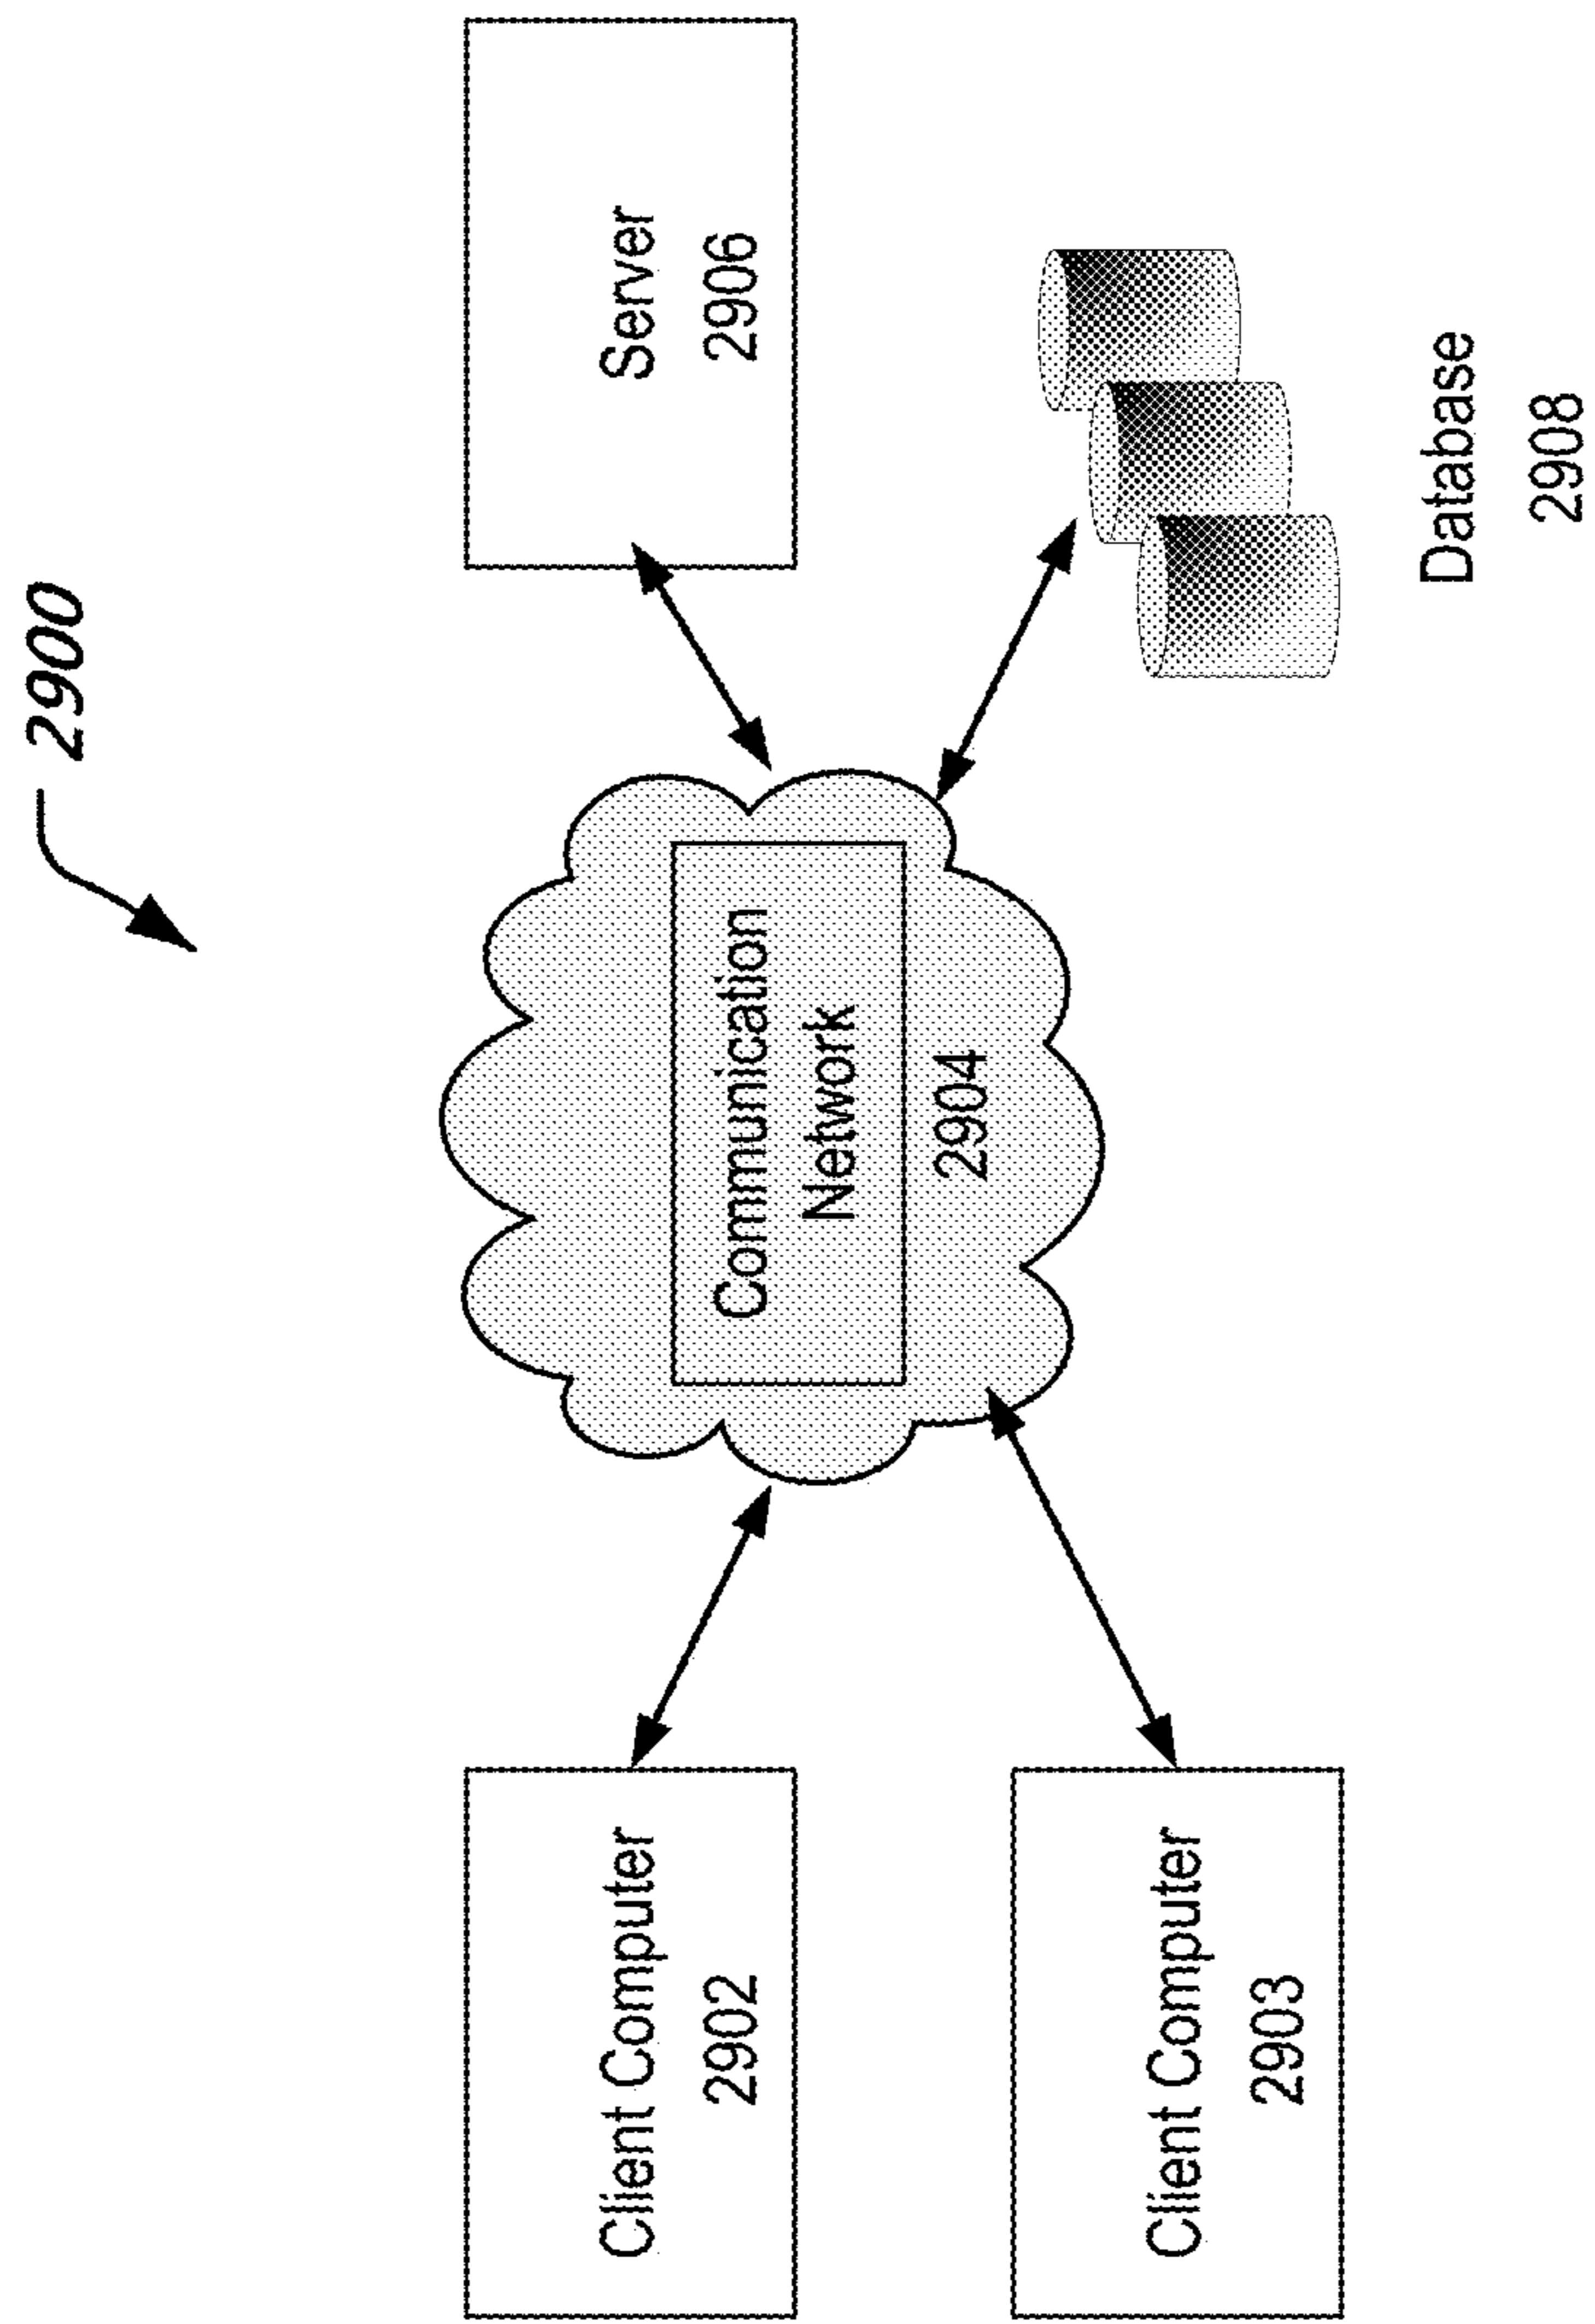 2900
Client Computer
2902
Communication
Network
2904
Server
2906
Client Computer
2903
Database
2908